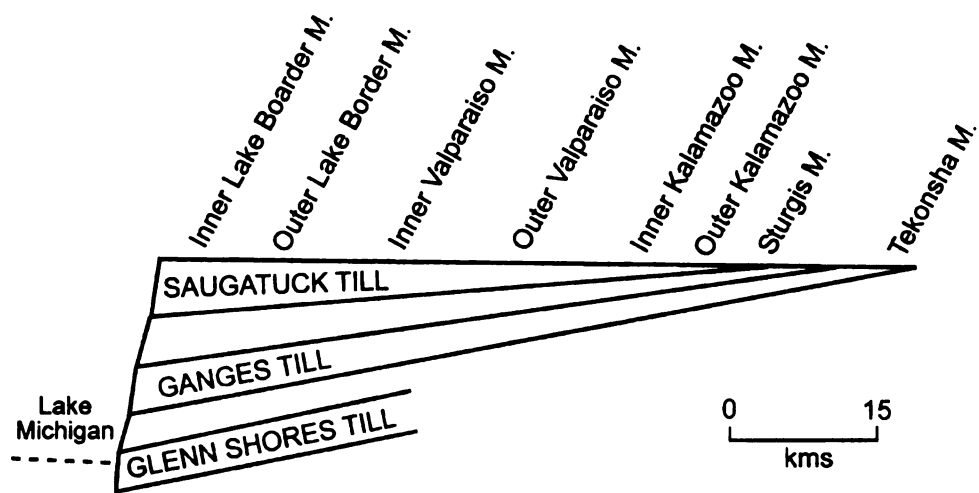 Inner Lake Boarder M.
Outer Lake Border M.
Inner Valparaiso M.
Outer Valparaiso M.
Inner Kalamazoo M.
Outer Kalamazoo M.
Sturgis M.
Tekonsha M.
SAUGATUCK TILL
GANGES TILL
GLENN SHORES TILL
Lake
Michigan
0 15
kms